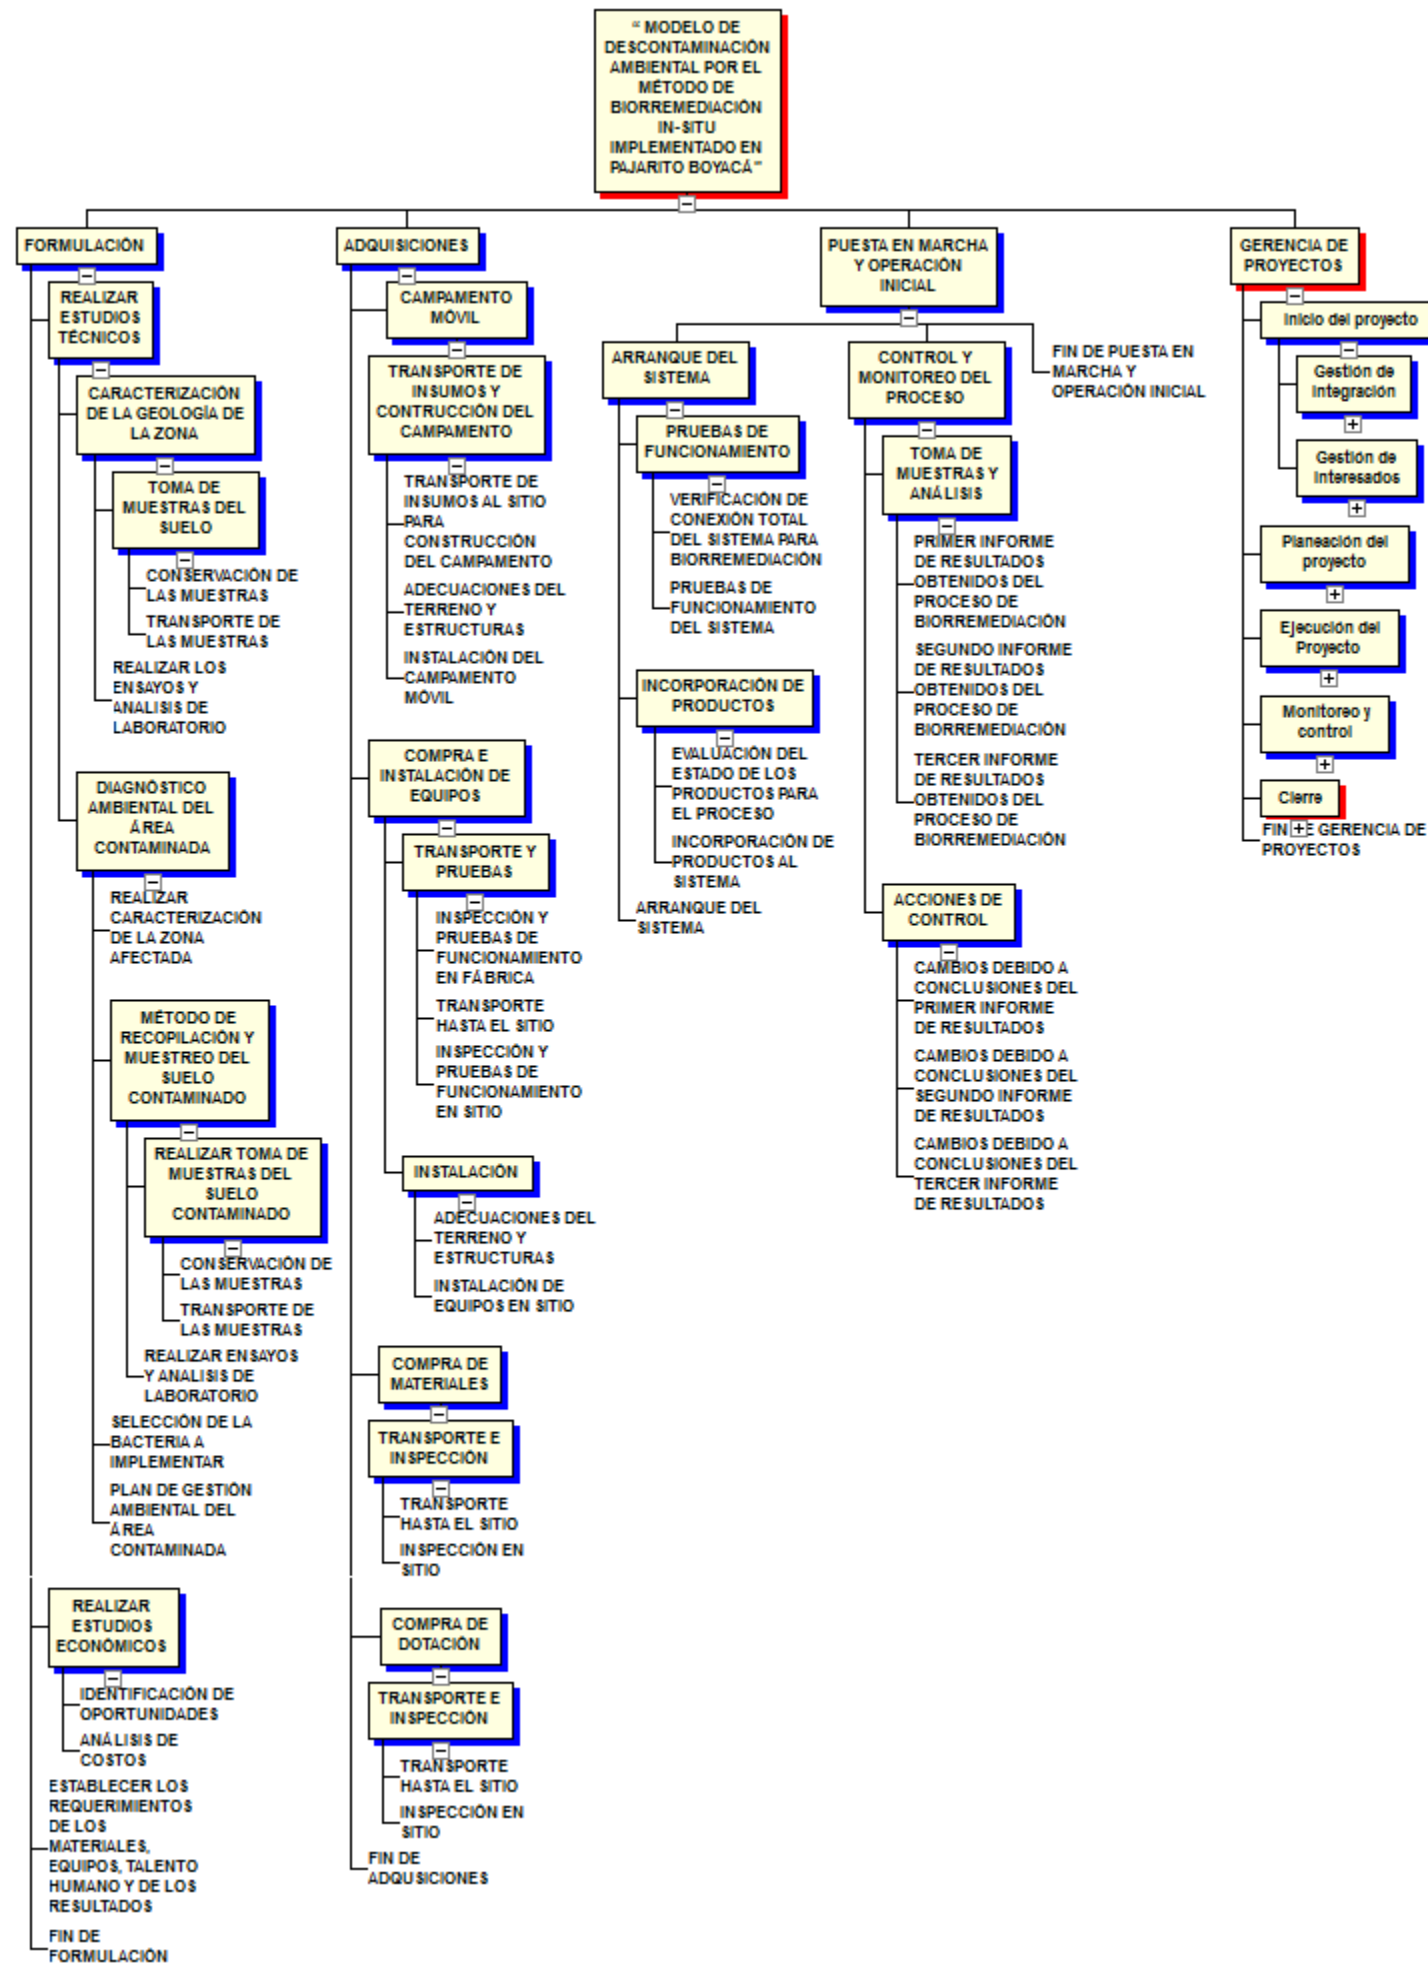 “ MODELO DE
DESCONTAMINACIÓN
AMBIENTAL POR EL
MÉTODO DE
BIORREMEDIACIÓN
IN-SITU
IMPLEMENTADO EN
PAJARITO BOYACÁ”
FORMULACIÓN
REALIZAR
ESTUDIOS
TÉCNICOS
CARACTERIZACIÓN
DE LA GEOLOGÍA DE
LA ZONA
TOMA DE
MUESTRAS DEL
SUELO
CONSERVACIÓN DE
LAS MUESTRAS
TRANSPORTE DE
LAS MUESTRAS
REALIZAR LOS
ENSAYOS Y
ANALISIS DE
LABORATORIO
DIAGNÓSTICO
AMBIENTAL DEL
ÁREA
CONTAMINADA
REALIZAR
CARACTERIZACIÓN
DE LA ZONA
AFECTADA
MÉTODO DE
RECOPILACIÓN Y
MUESTREO DEL
SUELO
CONTAMINADO
REALIZAR TOMA DE
MUESTRAS DEL
SUELO
CONTAMINADO
CONSERVACIÓN DE
LAS MUESTRAS
TRANSPORTE DE
LAS MUESTRAS
REALIZAR ENSAYOS
Y ANALISIS DE
LABORATORIO
SELECCIÓN DE LA
BACTERIA A
IMPLEMENTAR
PLAN DE GESTIÓN
AMBIENTAL DEL
ÁREA
CONTAMINADA
REALIZAR
ESTUDIOS
ECONÓMICOS
IDENTIFICACIÓN DE
OPORTUNIDADES
ANÁLISIS DE
COSTOS
ESTABLECER LOS
REQUERIMIENTOS
DE LOS
MATERIALES,
EQUIPOS, TALENTO
HUMANO Y DE LOS
RESULTADOS
FIN DE
FORMULACIÓN
ADQUISICIONES
CAMPAMENTO
MÓVIL
TRANSPORTE DE
INSUMOS Y
CONTRUCCIÓN DEL
CAMPAMENTO
TRANSPORTE DE
INSUMOS AL SITIO
PARA
CONSTRUCCIÓN
DEL CAMPAMENTO
ADECUACIONES DEL
TERRENO Y
ESTRUCTURAS
INSTALACIÓN DEL
CAMPAMENTO
MÓVIL
COMPRA E
INSTALACIÓN DE
EQUIPOS
TRANSPORTE Y
PRUEBAS
INSPECCIÓN Y
PRUEBAS DE
FUNCIONAMIENTO
EN FÁBRICA
TRANSPORTE
HASTA EL SITIO
INSPECCIÓN Y
PRUEBAS DE
FUNCIONAMIENTO
EN SITIO
INSTALACIÓN
ADECUACIONES DEL
TERRENO Y
ESTRUCTURAS
INSTALACIÓN DE
EQUIPOS EN SITIO
COMPRA DE
MATERIALES
TRANSPORTE E
INSPECCIÓN
TRANSPORTE
HASTA EL SITIO
INSPECCIÓN EN
SITIO
COMPRA DE
DOTACIÓN
TRANSPORTE E
INSPECCIÓN
TRANSPORTE
HASTA EL SITIO
INSPECCIÓN EN
SITIO
FIN DE
ADQUSICIONES
PUESTA EN MARCHA
Y OPERACIÓN
INICIAL
ARRANQUE DEL
SISTEMA
PRUEBAS DE
FUNCIONAMIENTO
VERIFICACIÓN DE
CONEXIÓN TOTAL
DEL SISTEMA PARA
BIORREMEDIACIÓN
PRUEBAS DE
FUNCIONAMIENTO
DEL SISTEMA
INCORPORACIÓN DE
PRODUCTOS
EVALUACIÓN DEL
ESTADO DE LOS
PRODUCTOS PARA
EL PROCESO
INCORPORACIÓN DE
PRODUCTOS AL
SISTEMA
ARRANQUE DEL
SISTEMA
CONTROL Y
MONITOREO DEL
PROCESO
TOMA DE
MUESTRAS Y
ANÁLISIS
PRIMER INFORME
DE RESULTADOS
OBTENIDOS DEL
PROCESO DE
BIORREMEDIACIÓN
SEGUNDO INFORME
DE RESULTADOS
OBTENIDOS DEL
PROCESO DE
BIORREMEDIACIÓN
TERCER INFORME
DE RESULTADOS
OBTENIDOS DEL
PROCESO DE
BIORREMEDIACIÓN
ACCIONES DE
CONTROL
CAMBIOS DEBIDO A
CONCLUSIONES DEL
PRIMER INFORME
DE RESULTADOS
CAMBIOS DEBIDO A
CONCLUSIONES DEL
SEGUNDO INFORME
DE RESULTADOS
CAMBIOS DEBIDO A
CONCLUSIONES DEL
TERCER INFORME
DE RESULTADOS
FIN DE PUESTA EN
MARCHA Y
OPERACIÓN INICIAL
GERENCIA DE
PROYECTOS
Inicio del proyecto
Gestión de
Integración
Gestión de
Interesados
Planeación del
proyecto
Ejecución del
Proyecto
Monitoreo y
control
Cierre
FIN DE GERENCIA DE
PROYECTOS